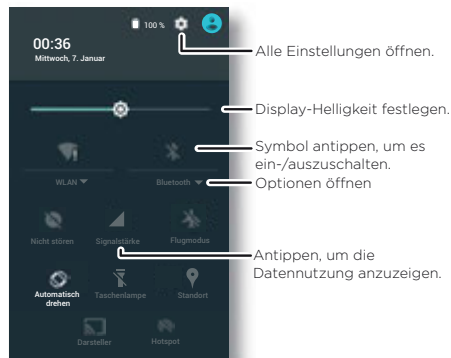 100 %
00:36
Mittwoch, 7. Januar
Alle Einstellungen öffnen.
Display-Helligkeit festlegen.
Symbol antippen, um es
ein-/auszuschalten.
WLAN
Bluetooth
Optionen öffnen
Nicht stören
Signalstärke
Flugmodus
Antippen, um die
Datennutzung anzuzeigen.
Automatisch
drehen
Taschenlampe
Standort
Darsteller
Hotspot